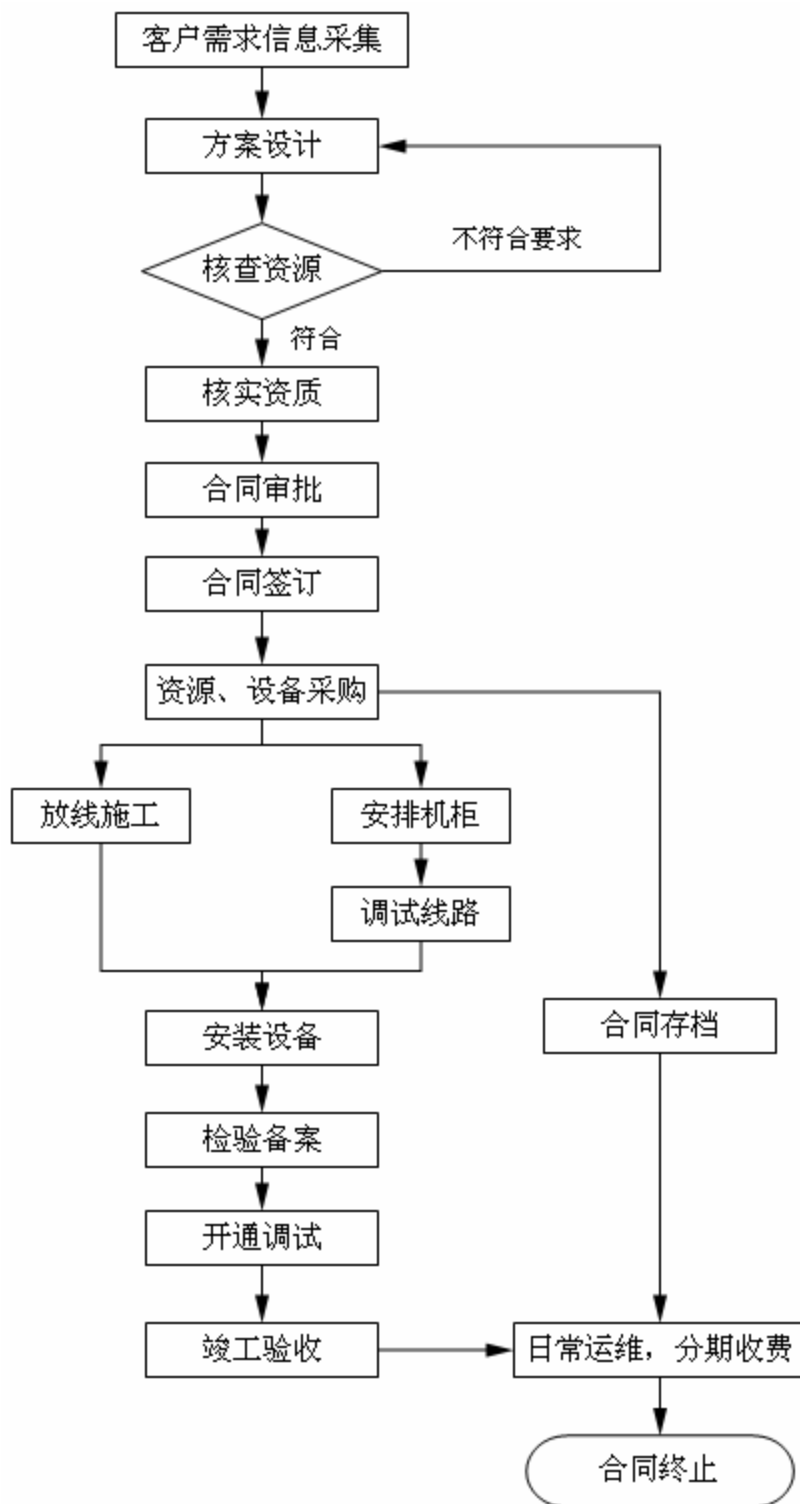 客户需求信息采集
方案设计
不符合要求
核查资源
符合
核实资质
合同审批
合同签订
资源、设备采购
放线施工
安排机柜
调试线路
合同存档
安装设备
检验备案
开通调试
竣工验收
日常运维，分期收费
合同终止